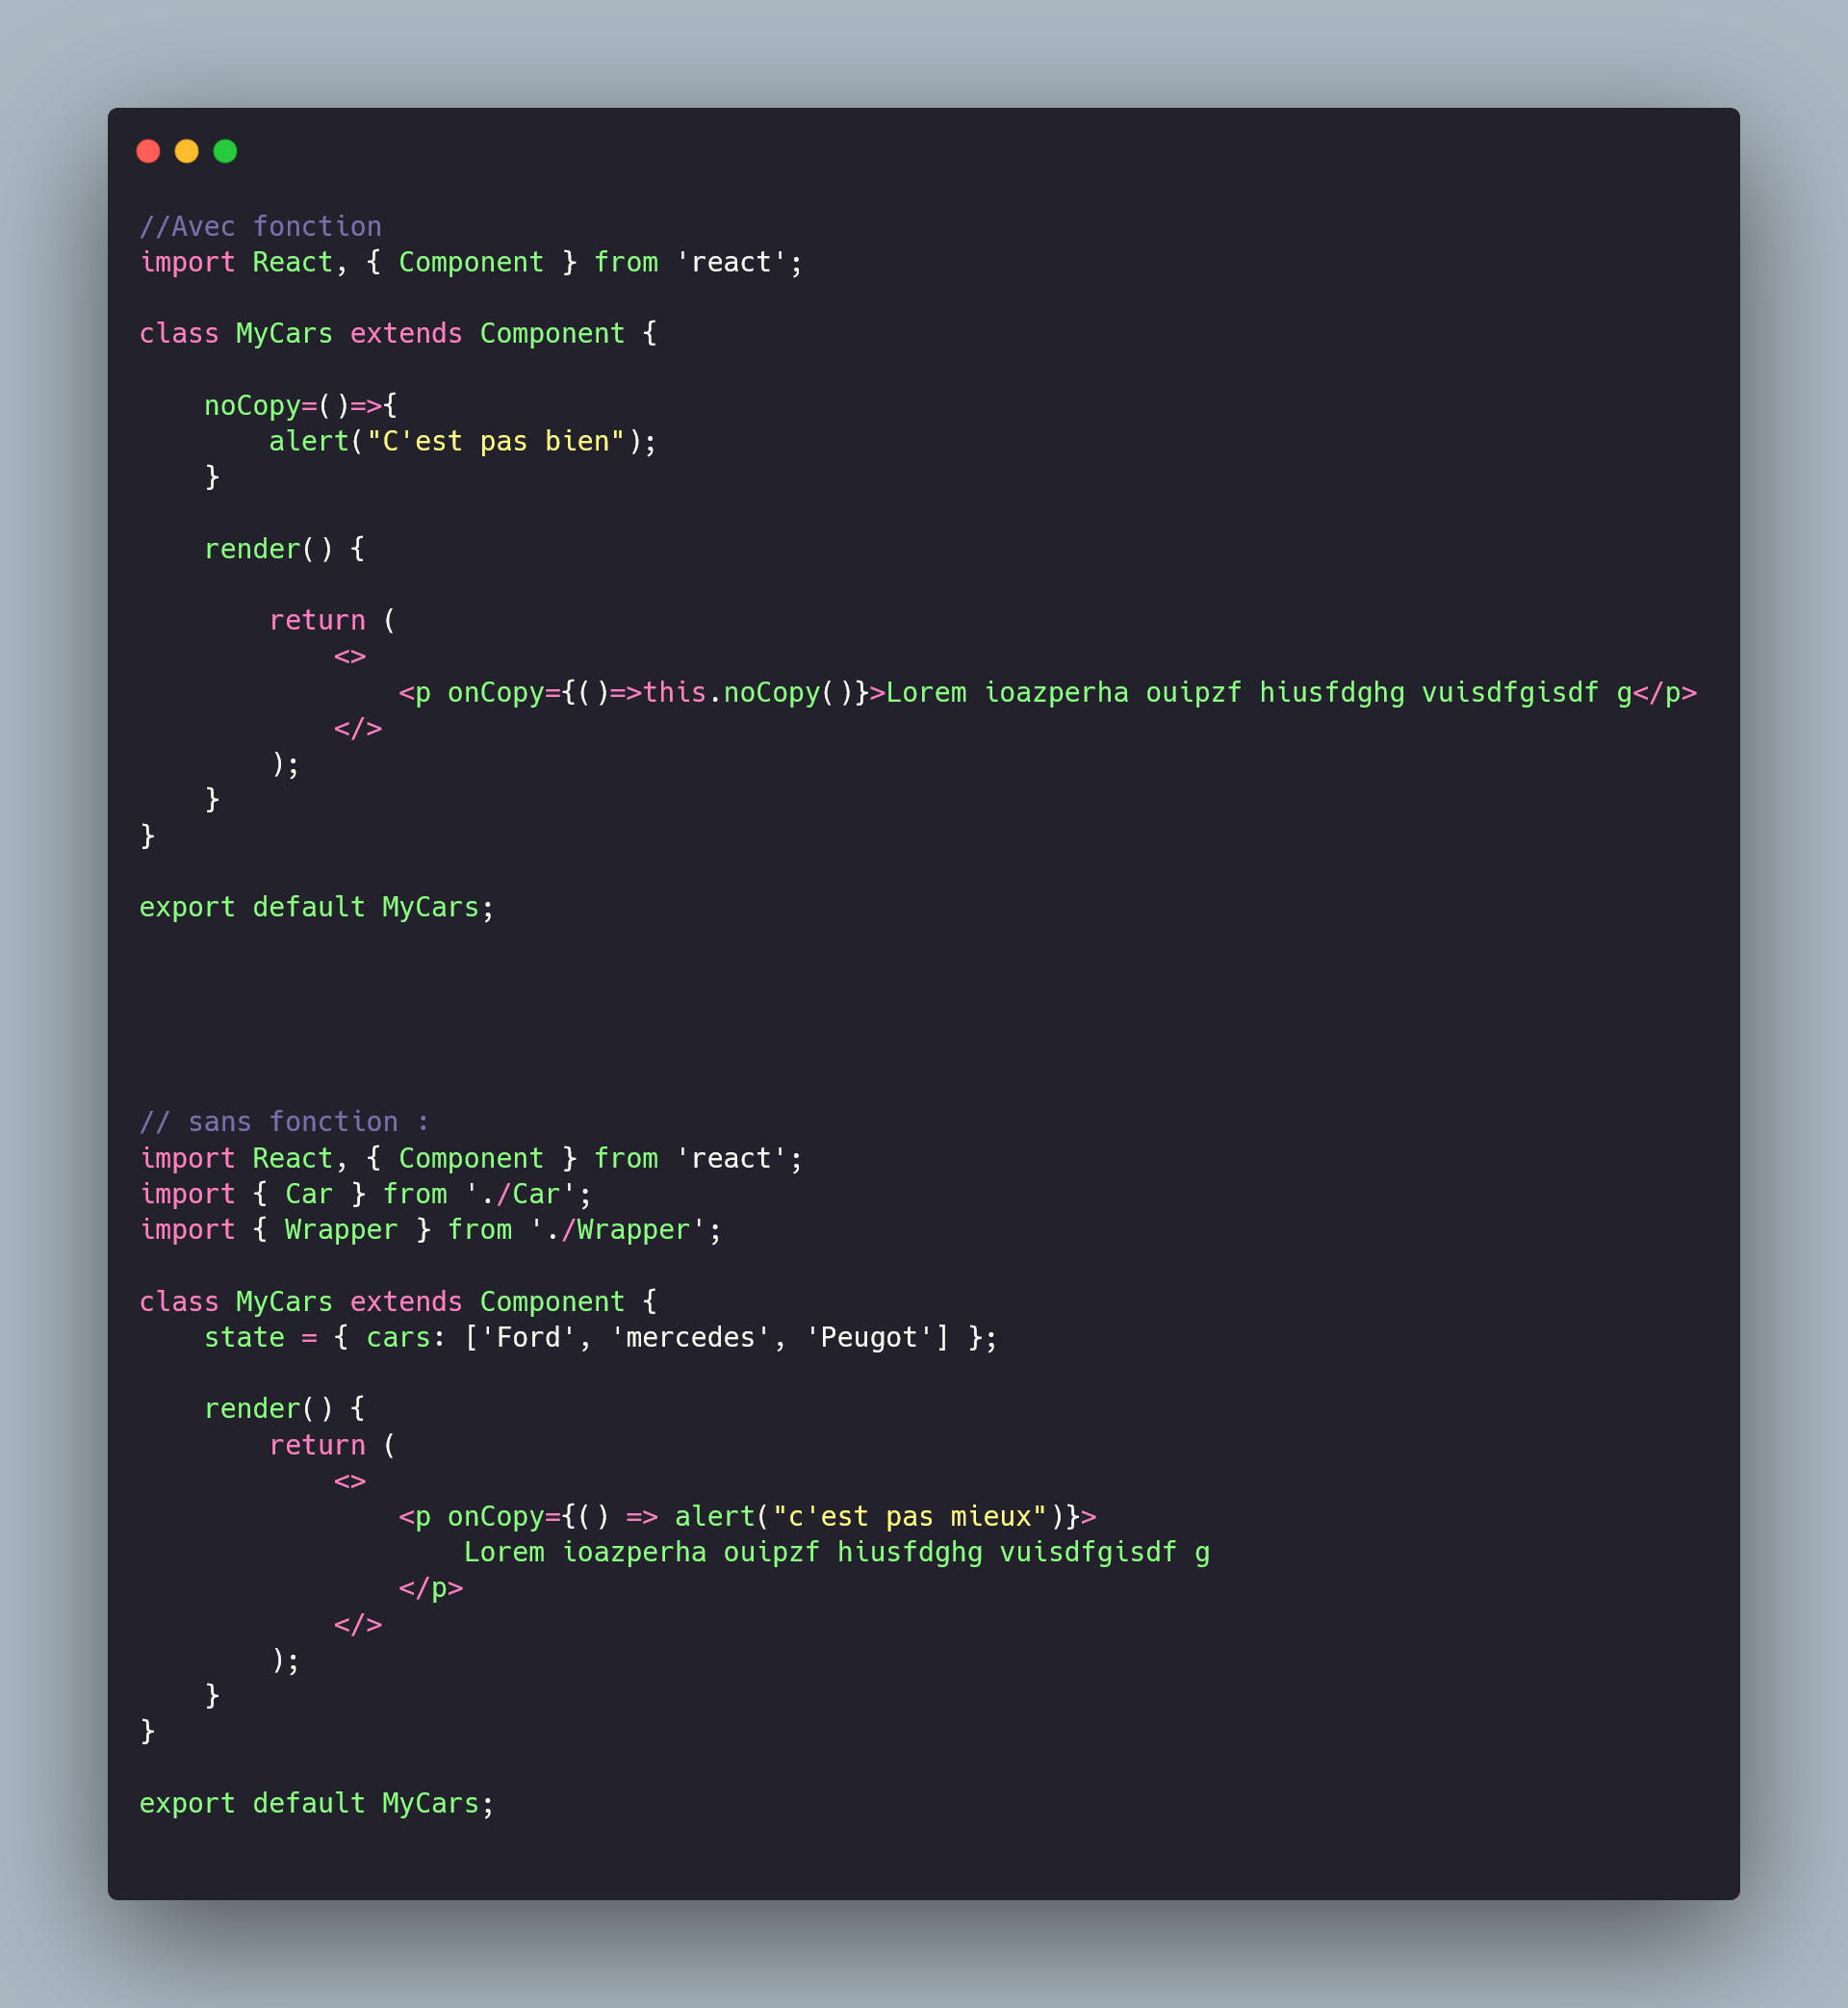 //Avec fonction
import React, { Component } from 'react';
class MyCars extends Component {
    noCopy=()=>{
        alert("C'est pas bien");
    }
    render() {
        return (
            <>
                <p onCopy={()=>this.noCopy()}>Lorem ioazperha ouipzf hiusfdghg vuisdfgisdf g</p>
            </>
        );
    }
}
export default MyCars;
// sans fonction :
import React, { Component } from 'react';
import { Car } from './Car';
import { Wrapper } from './Wrapper';
class MyCars extends Component {
    state = { cars: ['Ford', 'mercedes', 'Peugot'] };
    render() {
        return (
            <>
                <p onCopy={() => alert("c'est pas mieux")}>
                    Lorem ioazperha ouipzf hiusfdghg vuisdfgisdf g
                </p>
            </>
        );
    }
}
export default MyCars;